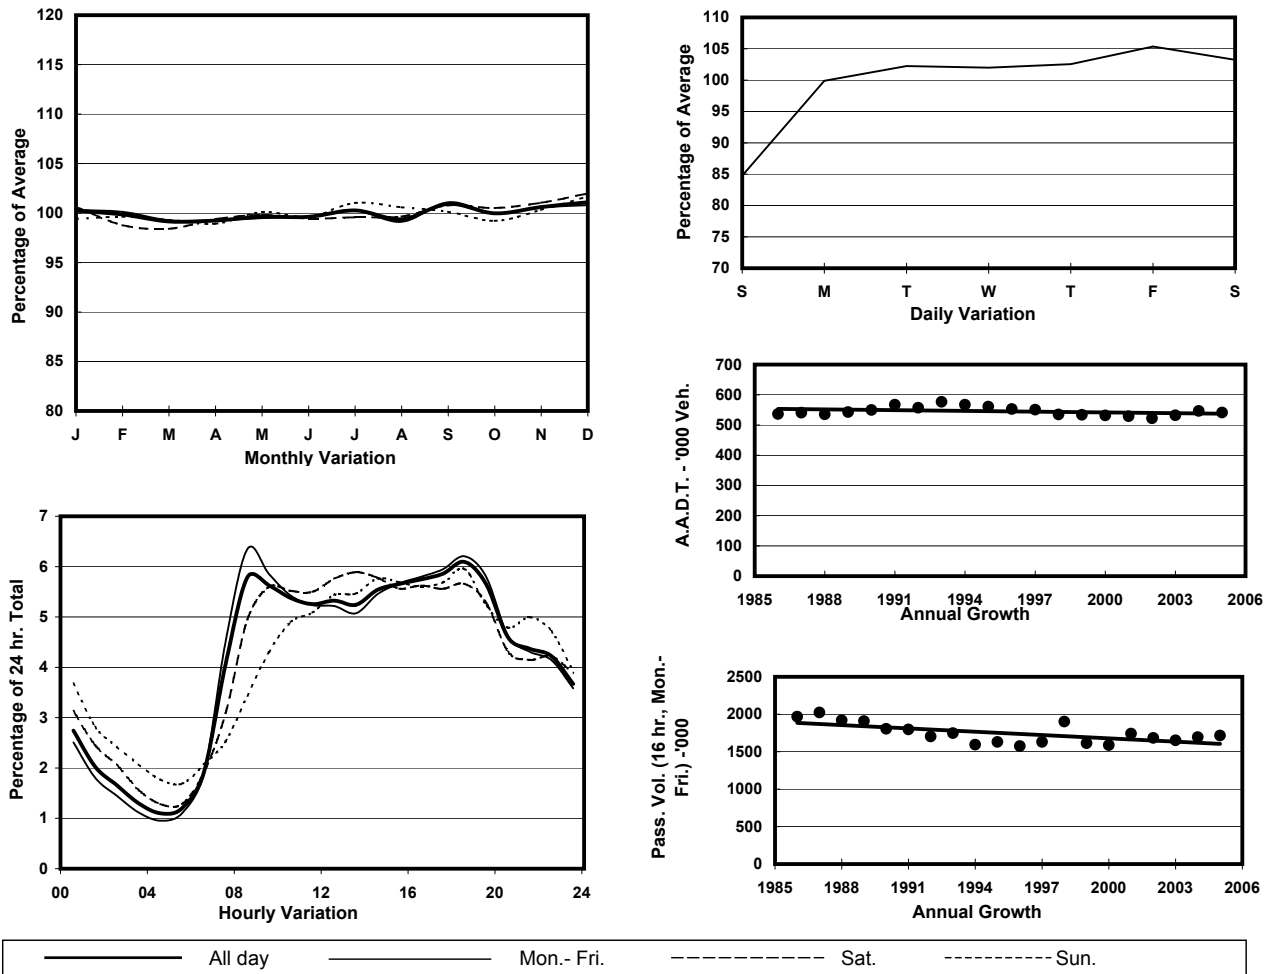 120
115
110
105
100
95
90
85
80
Percentage of Average
J F M A M J J A S O N D
Monthly Variation
110
105
100
95
90
85
80
75
70
Percentage of Average
S M T W T F S
Daily Variation
700
600
500
400
300
200
100
0
A.A.D.T. - '000 Veh.
1985 1988 1991 1994 1997 2000 2003 2006
Annual Growth
7
6
5
4
3
2
1
0
Percentage of 24 hr. Total
00 04 08 12 16 20 24
Hourly Variation
2500
2000
1500
1000
500
0
Pass. Vol. (16 hr., Mon.-
Fri.) -'000
1985 1988 1991 1994 1997 2000 2003 2006
Annual Growth
All day Mon.- Fri. Sat. Sun.